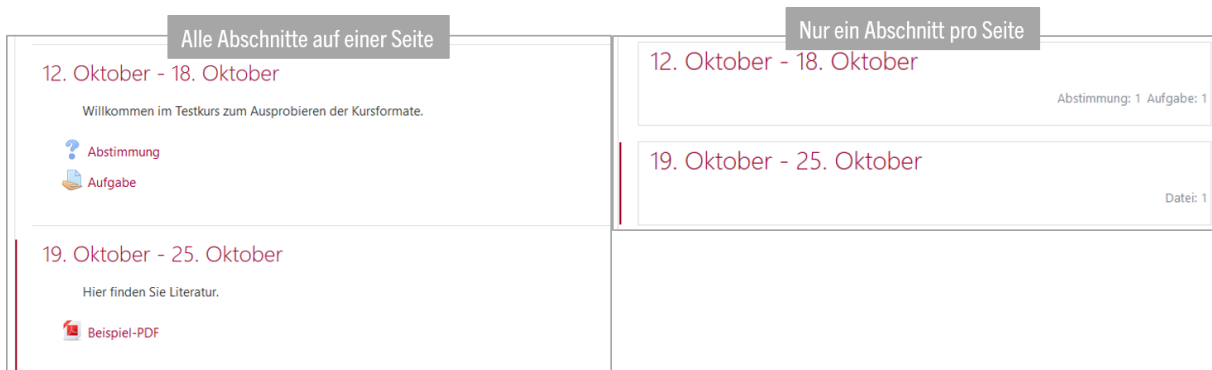 Alle Abschnitte auf einer Seite
12. Oktober - 18. Oktober
Willkommen im Testkurs zum Ausprobieren der Kursformate.
Abstimmung
Aufgabe
19. Oktober - 25. Oktober
Hier finden Sie Literatur.
Beispiel-PDF
Nur ein Abschnitt pro Seite
12. Oktober - 18. Oktober
Abstimmung: 1 Aufgabe: 1
19. Oktober - 25. Oktober
Datei: 1